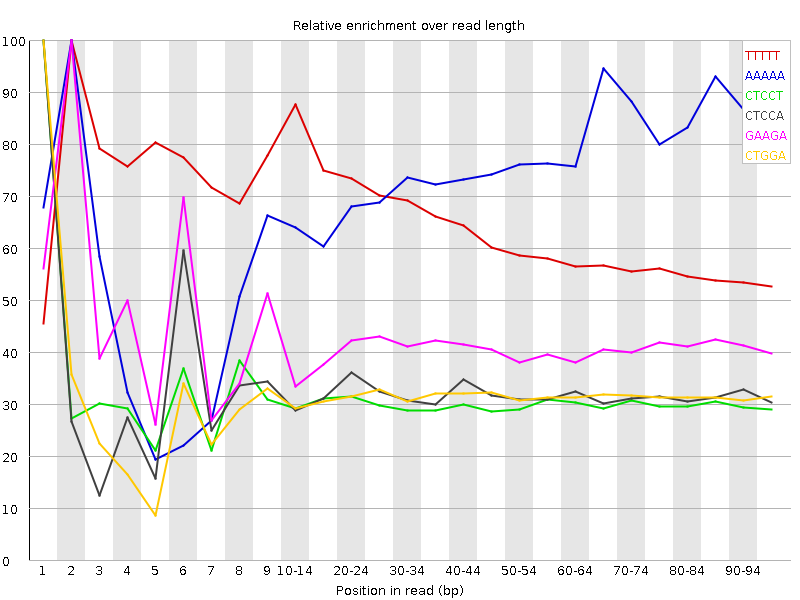 Relative enrichment over read length
100
90
80
70
60
50
40
30
20
10
0
TTTTT
AAAAA
CTCCT
CTCCA
GAAGA
CTGGA
1 2 3 4 5 6 7 8 9 10-14 20-24 30-34 40-44 50-54 60-64 70-74 80-84 90-94
Position in read (bp)